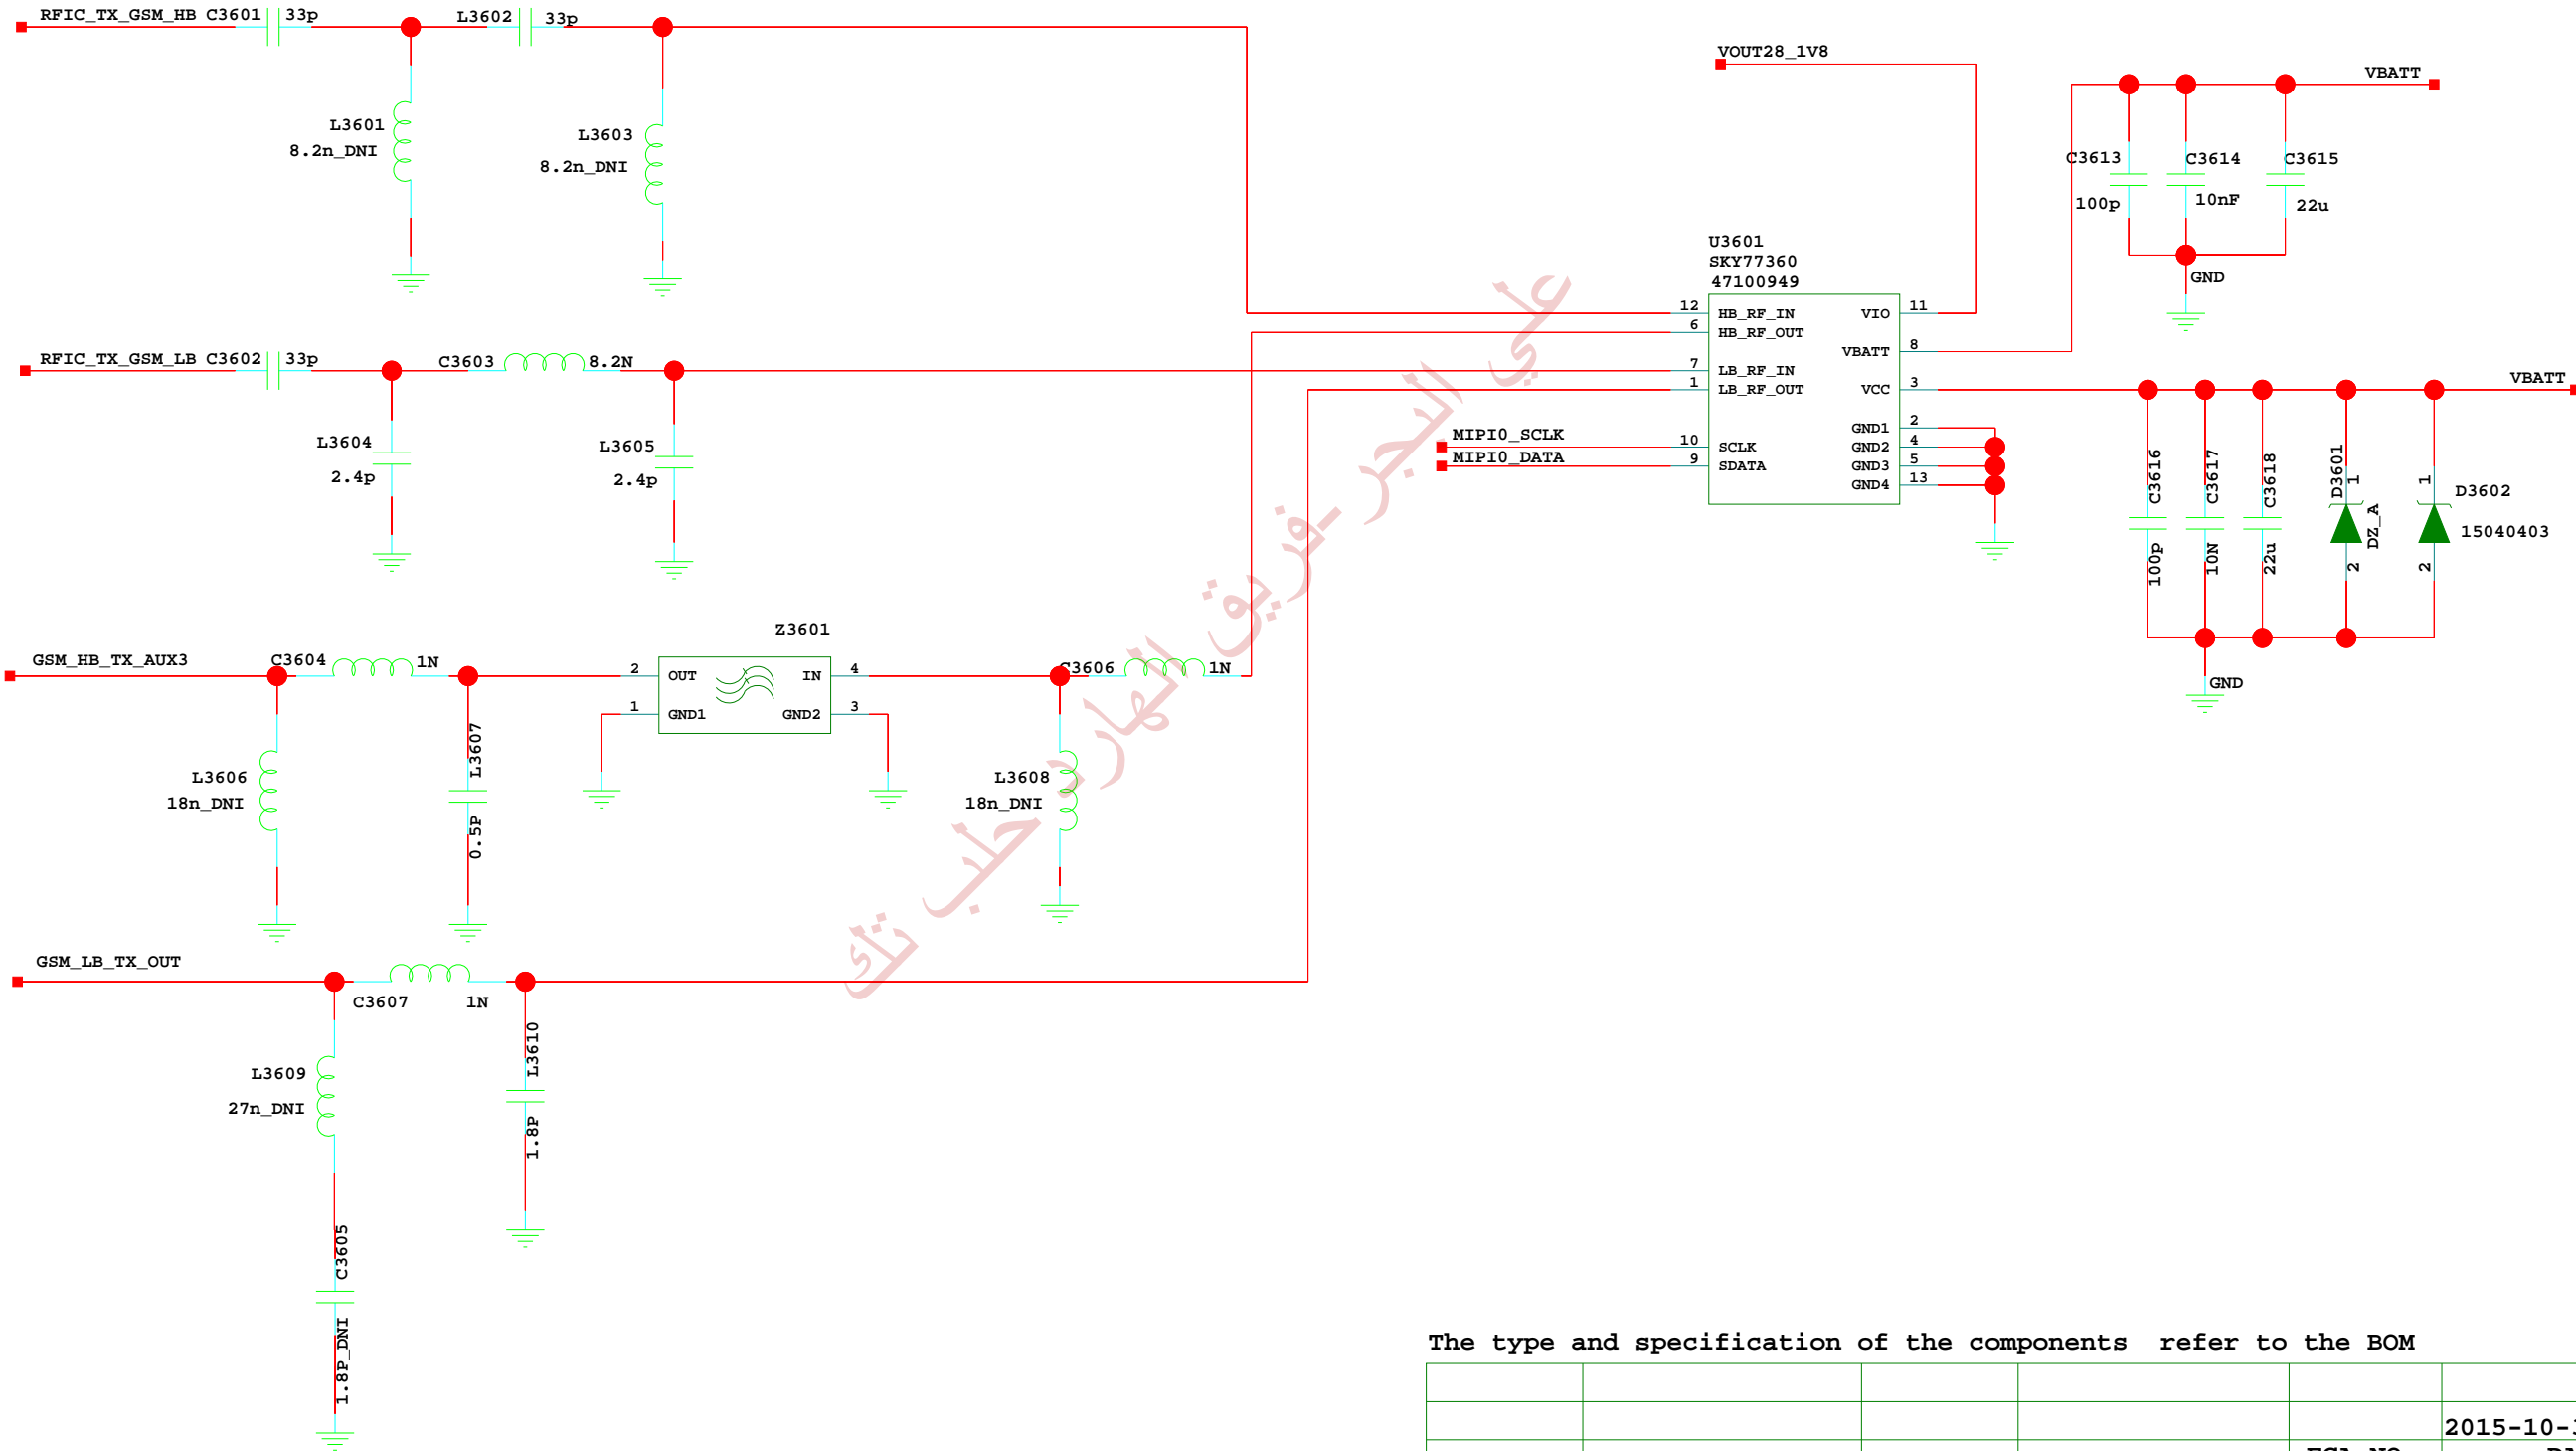 RFIC_TX_GSM_HB C3601 33p
L3602 33p
L3601
8.2n_DNI
L3603
8.2n_DNI
VOUT28_1V8
VBATT
C3613
100p
C3614
10nF
C3615
22u
GND
U3601
SKY77360
47100949
12 HB_RF_IN VIO 11
6 HB_RF_OUT
VBATT 8
7 LB_RF_IN
1 LB_RF_OUT VCC 3
GND1 2
10 SCLK GND2 4
9 SDATA GND3 5
GND4 13
MIPI0_SCLK
MIPI0_DATA
RFIC_TX_GSM_LB C3602 33p
C3603 8.2N
L3604
2.4p
L3605
2.4p
VBATT
C3616
100p
C3617
10N
C3618
22u
D3601
1
DZ_A
2
1
D3602
15040403
2
GND
GSM_HB_TX_AUX3
C3604 1N
L3606
18n_DNI
L3607
0.5P
Z3601
2 OUT IN 4
1 GND1 GND2 3
C3606 1N
L3608
18n_DNI
GSM_LB_TX_OUT
C3607 1N
L3609
27n_DNI
L3610
1.8P
C3605
1.8P_DNI
The type and specification of the components refer to the BOM